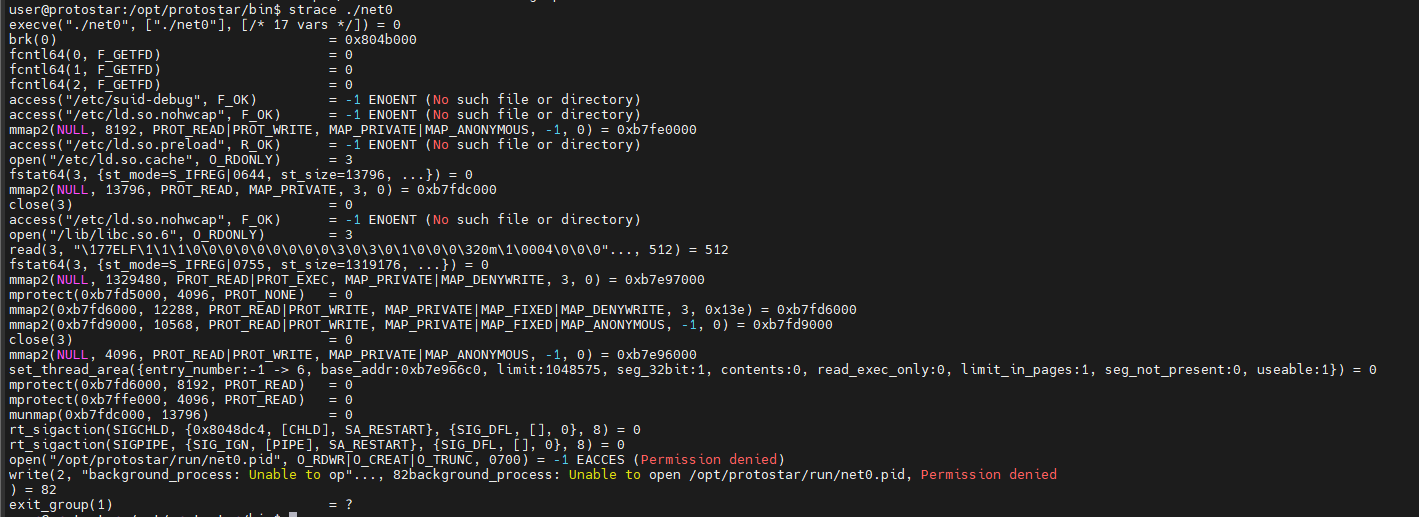 user@protostar:/opt/protostar/bin$ strace ./net0
execve("./net0", ["./net0"], [/* 17 vars */]) = 0
brk(0)                                  = 0x804b000
fcntl64(0, F_GETFD)                     = 0
fcntl64(1, F_GETFD)                     = 0
fcntl64(2, F_GETFD)                     = 0
access("/etc/suid-debug", F_OK)         = -1 ENOENT (No such file or directory)
access("/etc/ld.so.nohwcap", F_OK)      = -1 ENOENT (No such file or directory)
mmap2(NULL, 8192, PROT_READ|PROT_WRITE, MAP_PRIVATE|MAP_ANONYMOUS, -1, 0) = 0xb7fe0000
access("/etc/ld.so.preload", R_OK)      = -1 ENOENT (No such file or directory)
open("/etc/ld.so.cache", O_RDONLY)      = 3
fstat64(3, {st_mode=S_IFREG|0644, st_size=13796, ...}) = 0
mmap2(NULL, 13796, PROT_READ, MAP_PRIVATE, 3, 0) = 0xb7fdc000
close(3)                                = 0
access("/etc/ld.so.nohwcap", F_OK)      = -1 ENOENT (No such file or directory)
open("/lib/libc.so.6", O_RDONLY)        = 3
read(3, "\177ELF\1\1\1\0\0\0\0\0\0\0\0\0\3\0\3\0\1\0\0\0\320m\1\0004\0\0\0"..., 512) = 512
fstat64(3, {st_mode=S_IFREG|0755, st_size=1319176, ...}) = 0
mmap2(NULL, 1329480, PROT_READ|PROT_EXEC, MAP_PRIVATE|MAP_DENYWRITE, 3, 0) = 0xb7e97000
mprotect(0xb7fd5000, 4096, PROT_NONE)   = 0
mmap2(0xb7fd6000, 12288, PROT_READ|PROT_WRITE, MAP_PRIVATE|MAP_FIXED|MAP_DENYWRITE, 3, 0x13e) = 0xb7fd6000
mmap2(0xb7fd9000, 10568, PROT_READ|PROT_WRITE, MAP_PRIVATE|MAP_FIXED|MAP_ANONYMOUS, -1, 0) = 0xb7fd9000
close(3)                                = 0
mmap2(NULL, 4096, PROT_READ|PROT_WRITE, MAP_PRIVATE|MAP_ANONYMOUS, -1, 0) = 0xb7e96000
set_thread_area({entry_number:-1 -> 6, base_addr:0xb7e966c0, limit:1048575, seg_32bit:1, contents:0, read_exec_only:0, limit_in_pages:1, seg_not_present:0, useable:1}) = 0
mprotect(0xb7fd6000, 8192, PROT_READ)   = 0
mprotect(0xb7ffe000, 4096, PROT_READ)   = 0
munmap(0xb7fdc000, 13796)               = 0
rt_sigaction(SIGCHLD, {0x8048dc4, [CHLD], SA_RESTART}, {SIG_DFL, [], 0}, 8) = 0
rt_sigaction(SIGPIPE, {SIG_IGN, [PIPE], SA_RESTART}, {SIG_DFL, [], 0}, 8) = 0
open("/opt/protostar/run/net0.pid", O_RDWR|O_CREAT|O_TRUNC, 0700) = -1 EACCES (Permission denied)
write(2, "background_process: Unable to op"..., 82background_process: Unable to open /opt/protostar/run/net0.pid, Permission denied
) = 82
exit_group(1)                           = ?